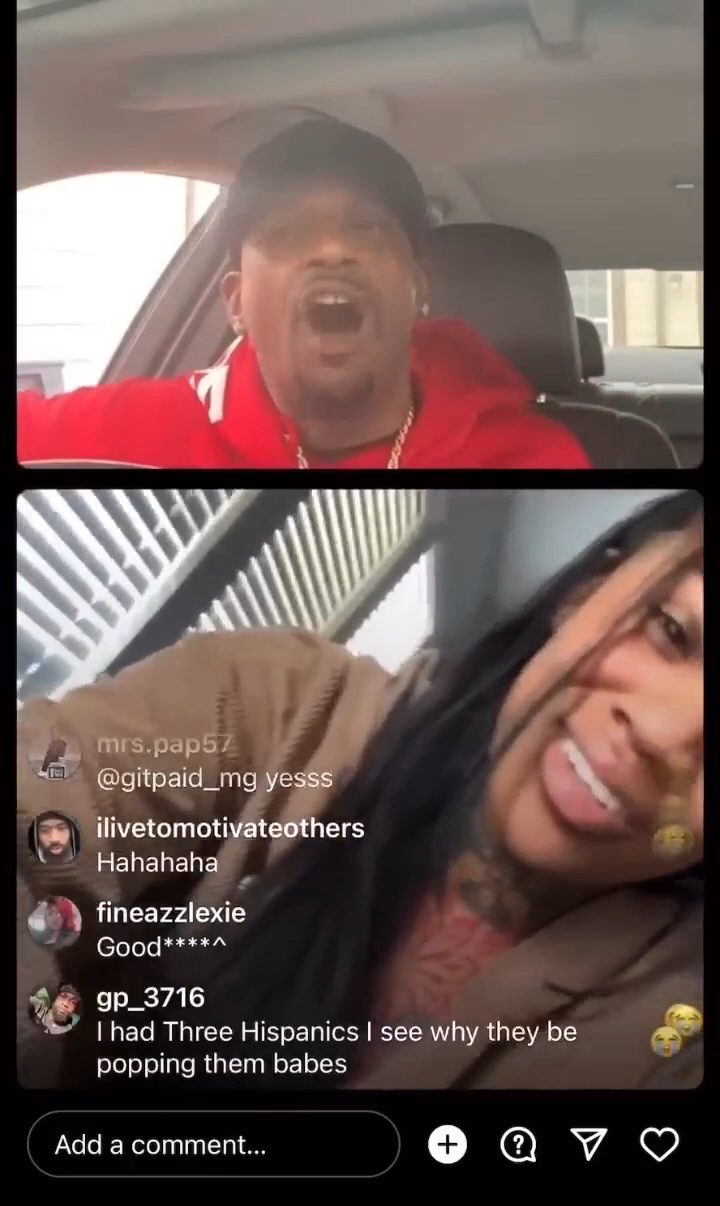 mrs.pap57
@gitpaid_mg yesss
ilivetomotivateothers
Hahahaha
fineazzlexie
Good****^
gp_3716
I had Three Hispanics I see why they be
popping them babes
Add a comment...